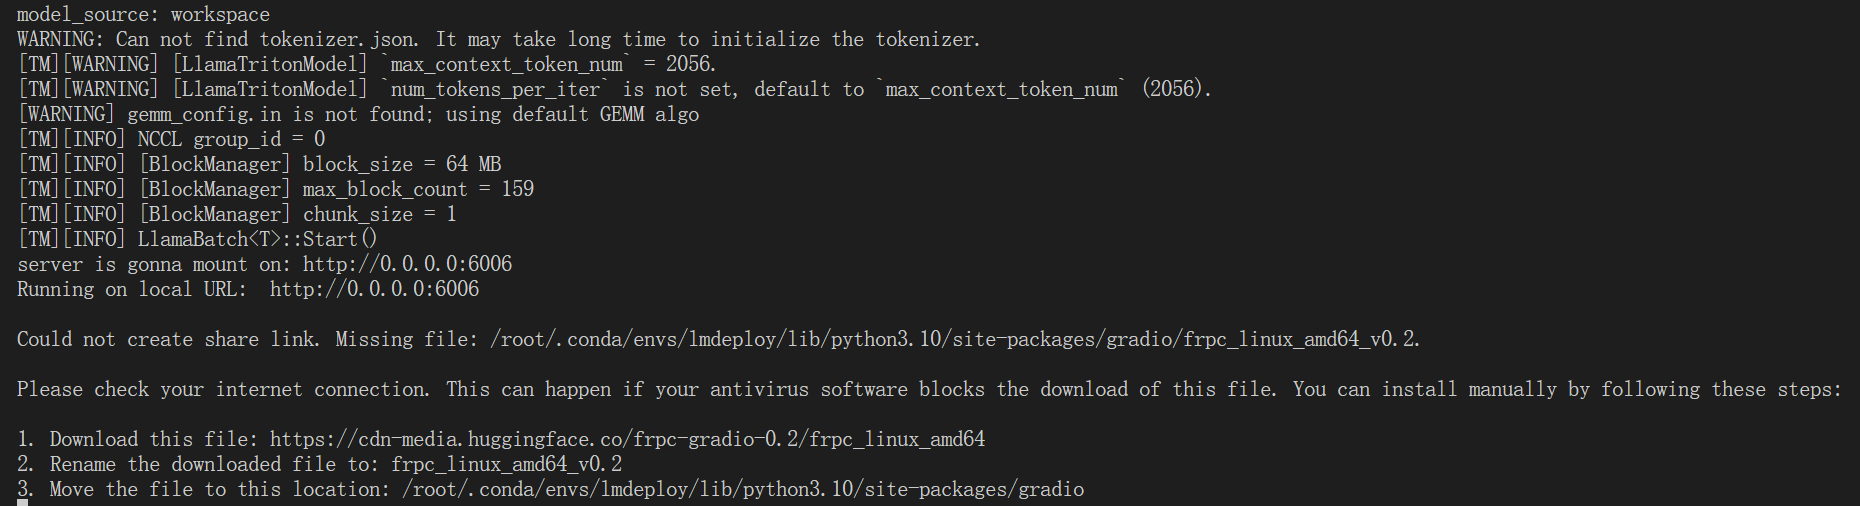 model_source: workspace
WARNING: Can not find tokenizer.json. It may take long time to initialize the tokenizer.
[TM][WARNING] [LlamaTritonModel] `max_context_token_num` = 2056.
[TM][WARNING] [LlamaTritonModel] `num_tokens_per_iter` is not set, default to `max_context_token_num` (2056).
[WARNING] gemm_config.in is not found; using default GEMM algo
[TM][INFO] NCCL group_id = 0
[TM][INFO] [BlockManager] block_size = 64 MB
[TM][INFO] [BlockManager] max_block_count = 159
[TM][INFO] [BlockManager] chunk_size = 1
[TM][INFO] LlamaBatch<T>::Start()
server is gonna mount on: http://0.0.0.0:6006
Running on local URL:  http://0.0.0.0:6006
Could not create share link. Missing file: /root/.conda/envs/lmdeploy/lib/python3.10/site-packages/gradio/frpc_linux_amd64_v0.2.
Please check your internet connection. This can happen if your antivirus software blocks the download of this file. You can install manually by following these steps:
1. Download this file: https://cdn-media.huggingface.co/frpc-gradio-0.2/frpc_linux_amd64
2. Rename the downloaded file to: frpc_linux_amd64_v0.2
3. Move the file to this location: /root/.conda/envs/lmdeploy/lib/python3.10/site-packages/gradio